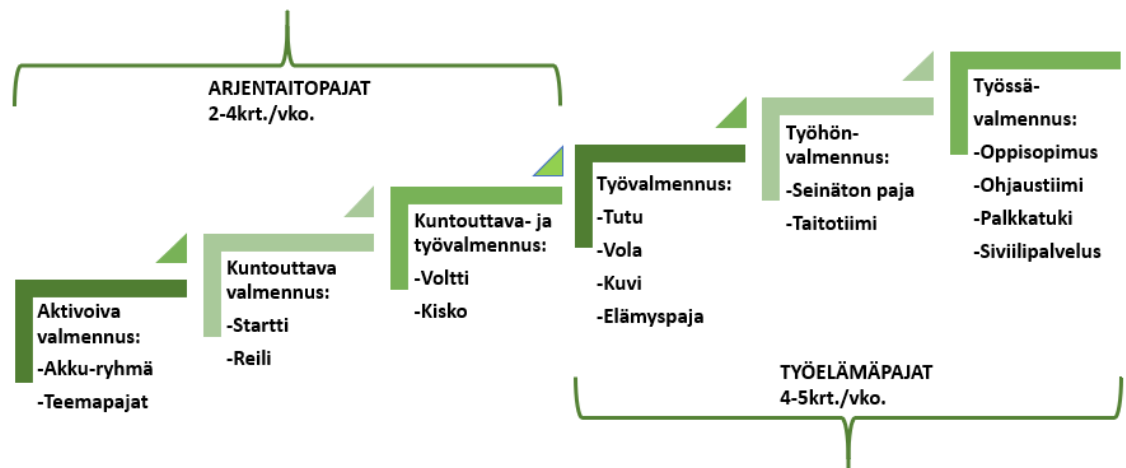 ARJENTAITOPAJAT
2-4krt./vko.
Aktivoiva
valmennus:
-Akku-ryhmä
-Teemapajat
Kuntouttava
valmennus:
-Startti
-Reili
Kuntouttava- ja
työvalmennus:
-Voltti
-Kisko
Työvalmennus:
-Tutu
-Vola
-Kuvi
-Elämyspaja
Työhön-
valmennus:
-Seinäton paja
-Taitotiimi
Työssä-
valmennus:
-Oppisopimus
-Ohjaustiimi
-Palkkatuki
-Siviilipalvelus
TYÖELÄMÄPAJAT
4-5krt./vko.